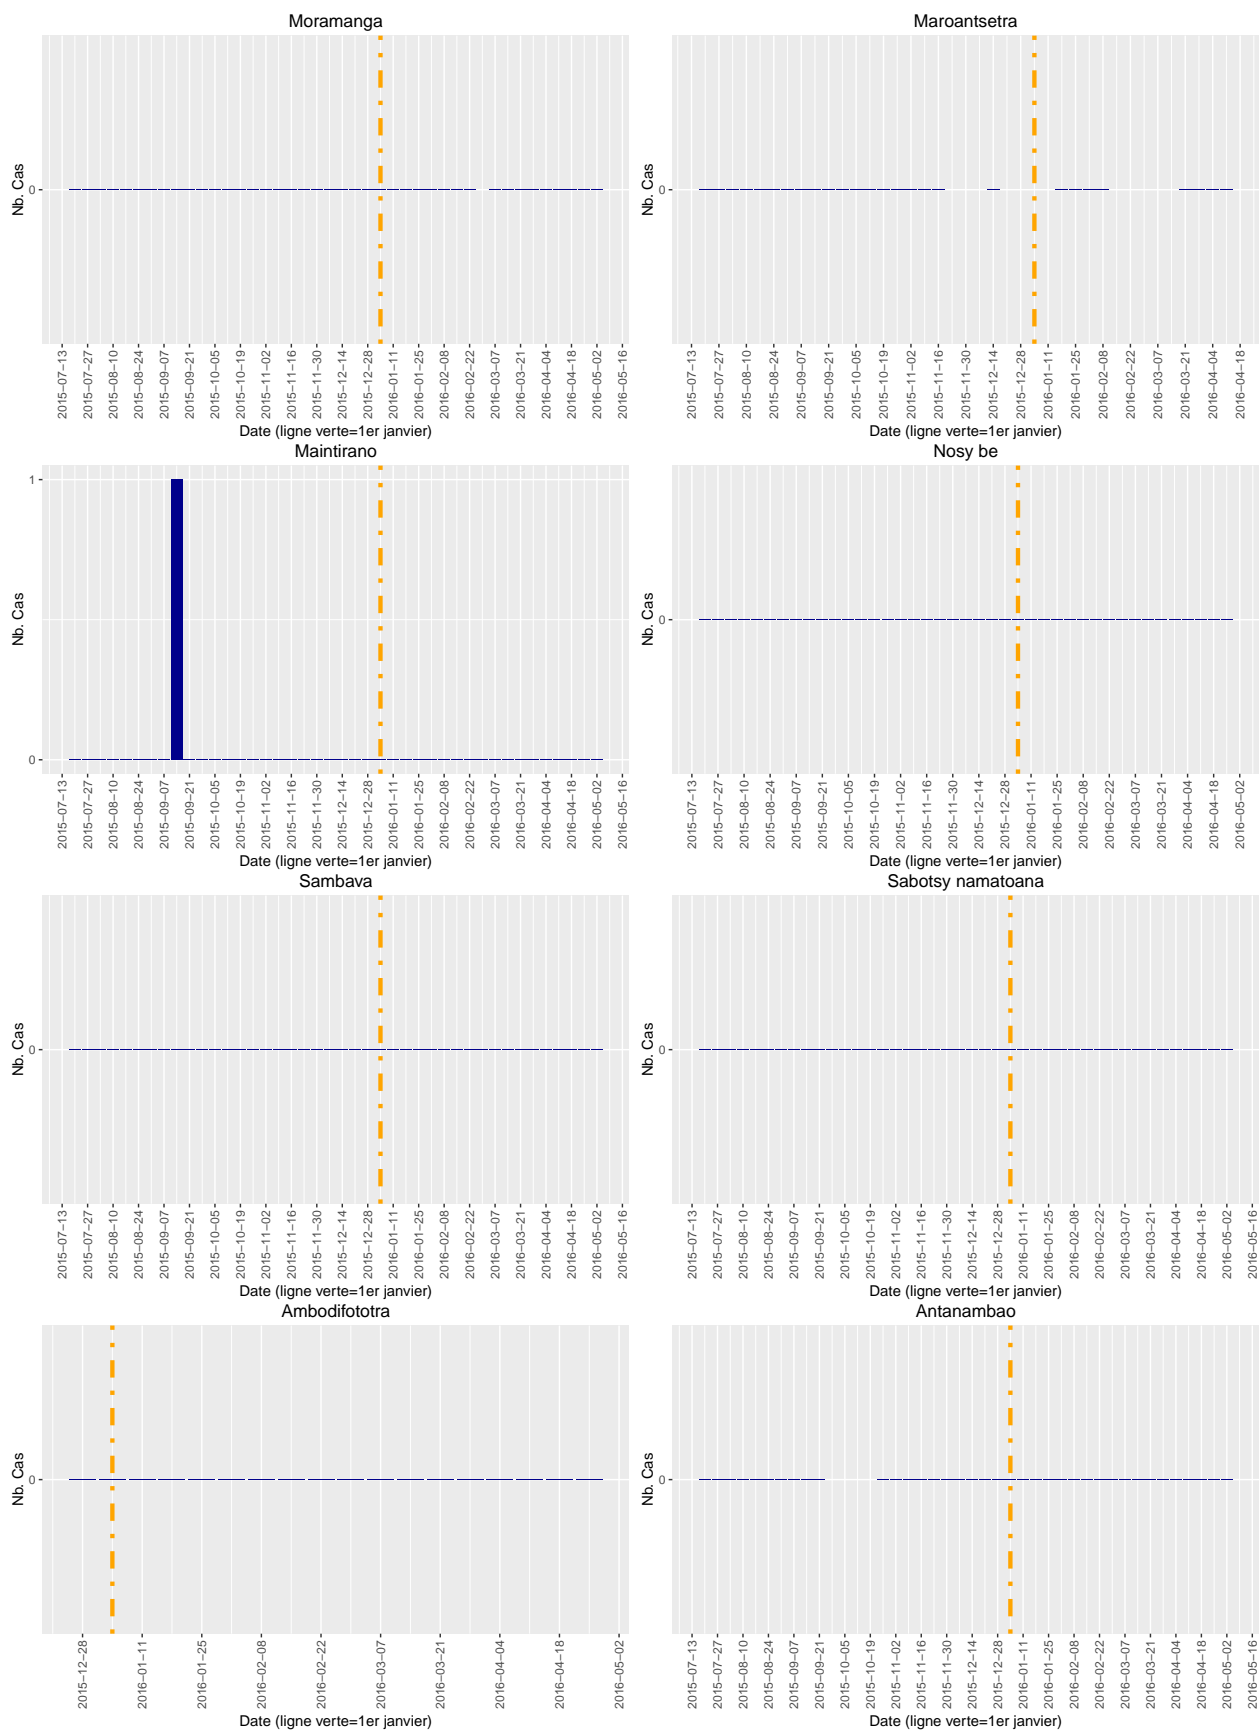 Moramanga
Nb. Cas
0
2015−07−13 2015−07−27 2015−08−10 2015−08−24 2015−09−07 2015−09−21 2015−10−05 2015−10−19 2015−11−02 2015−11−16 2015−11−30 2015−12−14 2015−12−28 2016−01−11 2016−01−25 2016−02−08 2016−02−22 2016−03−07 2016−03−21 2016−04−04 2016−04−18 2016−05−02 2016−05−16
Date (ligne verte=1er janvier)
Maroantsetra
Nb. Cas
0
2015−07−13 2015−07−27 2015−08−10 2015−08−24 2015−09−07 2015−09−21 2015−10−05 2015−10−19 2015−11−02 2015−11−16 2015−11−30 2015−12−14 2015−12−28 2016−01−11 2016−01−25 2016−02−08 2016−02−22 2016−03−07 2016−03−21 2016−04−04 2016−04−18
Date (ligne verte=1er janvier)
Maintirano
Nb. Cas
1
0
2015−07−13 2015−07−27 2015−08−10 2015−08−24 2015−09−07 2015−09−21 2015−10−05 2015−10−19 2015−11−02 2015−11−16 2015−11−30 2015−12−14 2015−12−28 2016−01−11 2016−01−25 2016−02−08 2016−02−22 2016−03−07 2016−03−21 2016−04−04 2016−04−18 2016−05−02 2016−05−16
Date (ligne verte=1er janvier)
Nosy be
Nb. Cas
0
2015−07−13 2015−07−27 2015−08−10 2015−08−24 2015−09−07 2015−09−21 2015−10−05 2015−10−19 2015−11−02 2015−11−16 2015−11−30 2015−12−14 2015−12−28 2016−01−11 2016−01−25 2016−02−08 2016−02−22 2016−03−07 2016−03−21 2016−04−04 2016−04−18 2016−05−02
Date (ligne verte=1er janvier)
Sambava
Nb. Cas
0
2015−07−13 2015−07−27 2015−08−10 2015−08−24 2015−09−07 2015−09−21 2015−10−05 2015−10−19 2015−11−02 2015−11−16 2015−11−30 2015−12−14 2015−12−28 2016−01−11 2016−01−25 2016−02−08 2016−02−22 2016−03−07 2016−03−21 2016−04−04 2016−04−18 2016−05−02 2016−05−16
Date (ligne verte=1er janvier)
Sabotsy namatoana
Nb. Cas
0
2015−07−13 2015−07−27 2015−08−10 2015−08−24 2015−09−07 2015−09−21 2015−10−05 2015−10−19 2015−11−02 2015−11−16 2015−11−30 2015−12−14 2015−12−28 2016−01−11 2016−01−25 2016−02−08 2016−02−22 2016−03−07 2016−03−21 2016−04−04 2016−04−18 2016−05−02 2016−05−16
Date (ligne verte=1er janvier)
Ambodifototra
Nb. Cas
0
2015−12−28 2016−01−11 2016−01−25 2016−02−08 2016−02−22 2016−03−07 2016−03−21 2016−04−04 2016−04−18 2016−05−02
Date (ligne verte=1er janvier)
Antanambao
Nb. Cas
0
2015−07−13 2015−07−27 2015−08−10 2015−08−24 2015−09−07 2015−09−21 2015−10−05 2015−10−19 2015−11−02 2015−11−16 2015−11−30 2015−12−14 2015−12−28 2016−01−11 2016−01−25 2016−02−08 2016−02−22 2016−03−07 2016−03−21 2016−04−04 2016−04−18 2016−05−02 2016−05−16
Date (ligne verte=1er janvier)